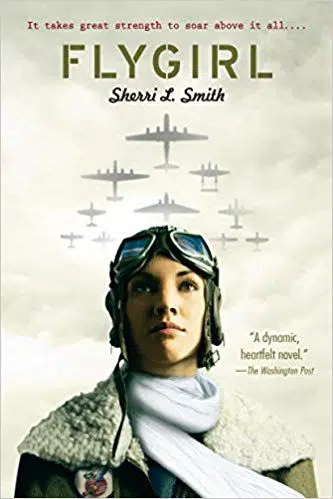 It takes great strength to soar above it all....
FLYGIRL
Sherri L. Smith
"A dynamic,
heartfelt novel."
—The Washington Post